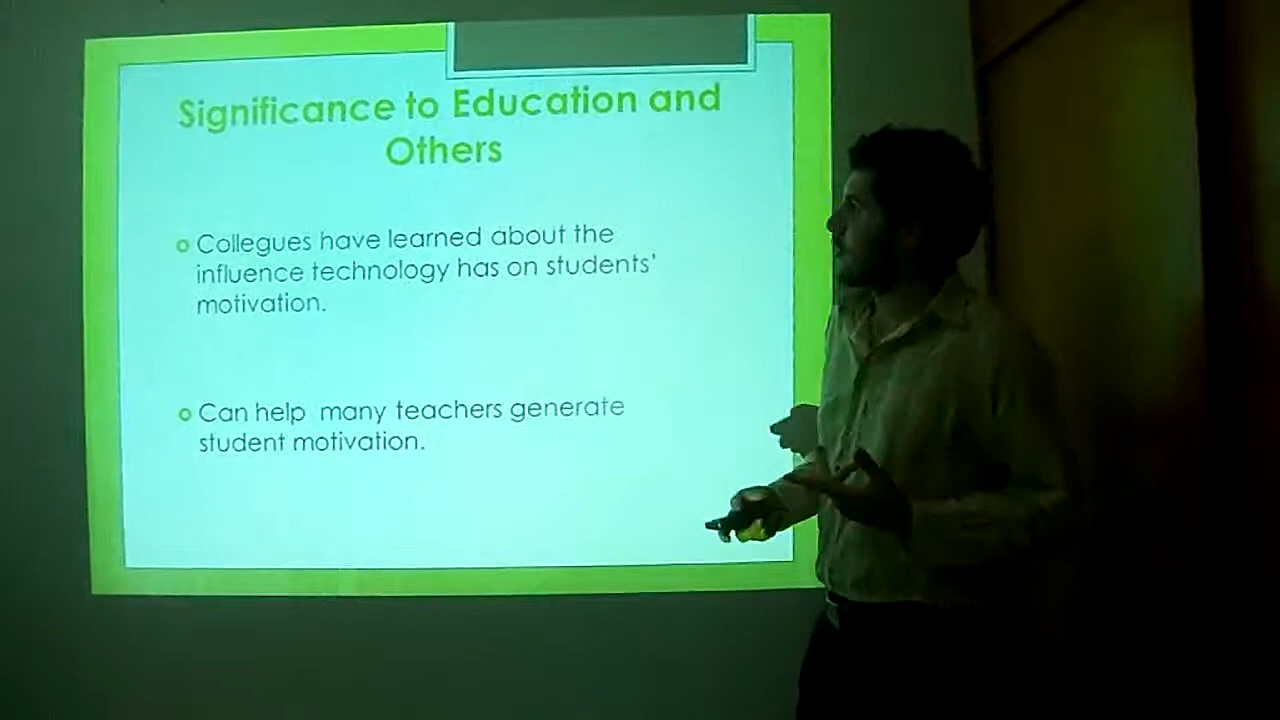 Significance to Education and
Others
Collegues have learned about the
influence technology has on students'
motivation.
Can help many teachers generate
student motivation.